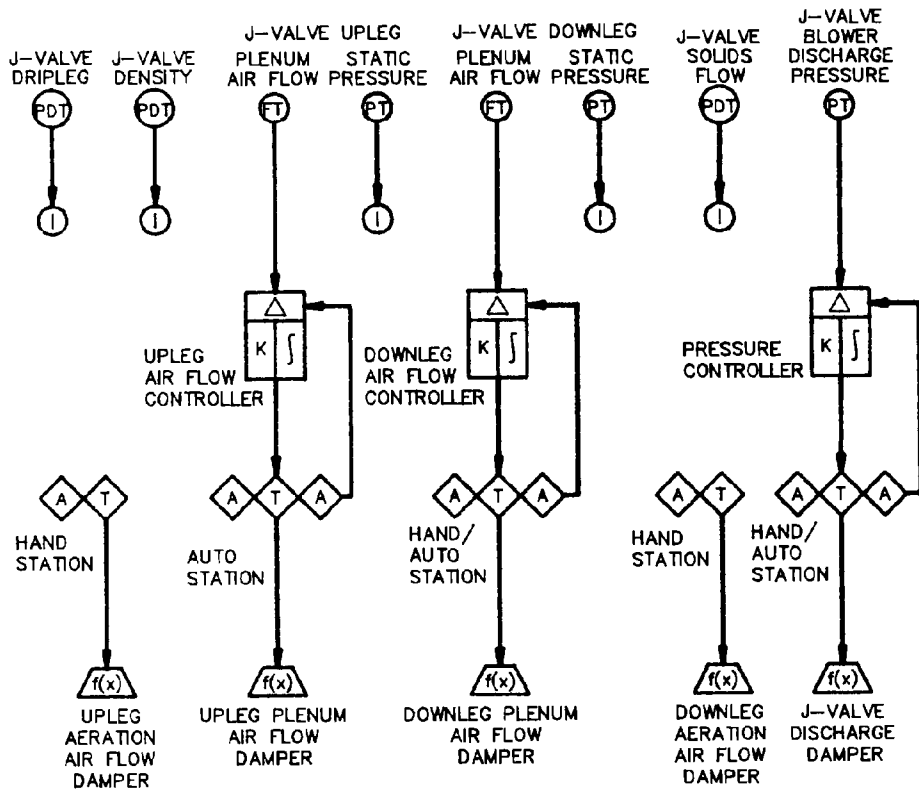 J-VALVE DRIPLEG
J-VALVE DENSITY
J-VALVE UPLEG
PLENUM AIR FLOW
STATIC PRESSURE
J-VALVE DOWNLEG
PLENUM AIR FLOW
STATIC PRESSURE
J-VALVE SOLIDS FLOW
J-VALVE BLOWER DISCHARGE PRESSURE
PDT
PDT
FT
PT
FT
PT
PDT
PT
I
I
I
I
I
△
K ∫
△
K ∫
△
K ∫
UPLEG
AIR FLOW
CONTROLLER
DOWNLEG
AIR FLOW
CONTROLLER
PRESSURE
CONTROLLER
A T
A T A
A T A
A T
A T A
HAND
STATION
AUTO
STATION
HAND/
AUTO
STATION
HAND
STATION
HAND/
AUTO
STATION
f(x)
f(x)
f(x)
f(x)
f(x)
UPLEG
AERATION
AIR FLOW
DAMPER
UPLEG PLENUM
AIR FLOW
DAMPER
DOWNLEG PLENUM
AIR FLOW
DAMPER
DOWNLEG
AERATION
AIR FLOW
DAMPER
J-VALVE
DISCHARGE
DAMPER